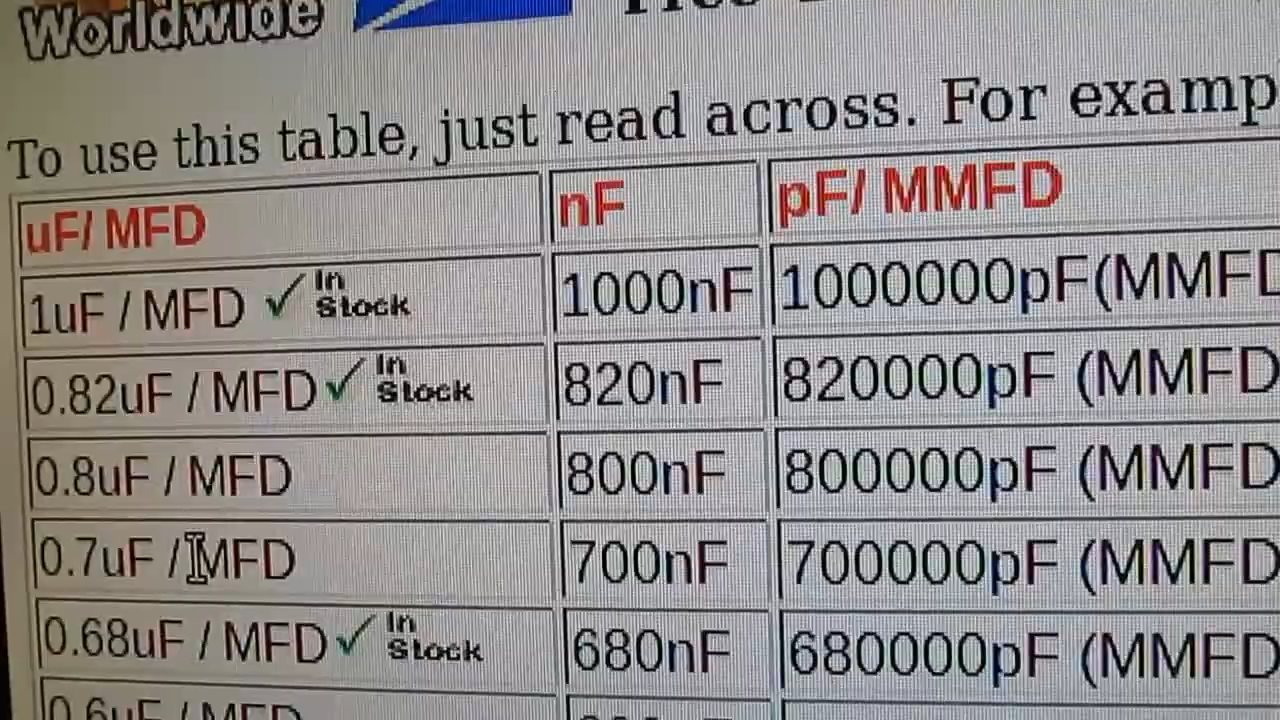 Worldwide
To use this table, just read across. For examp
uF/ MFD nF pF/ MMFD
1uF / MFD ✓ In Stock 1000nF 1000000pF(MMFD
0.82uF / MFD ✓ In Stock 820nF 820000pF (MMFD
0.8uF / MFD 800nF 800000pF (MMFD
0.7uF / MFD 700nF 700000pF (MMFD
0.68uF / MFD ✓ In Stock 680nF 680000pF (MMFD
0.6uF / MFD